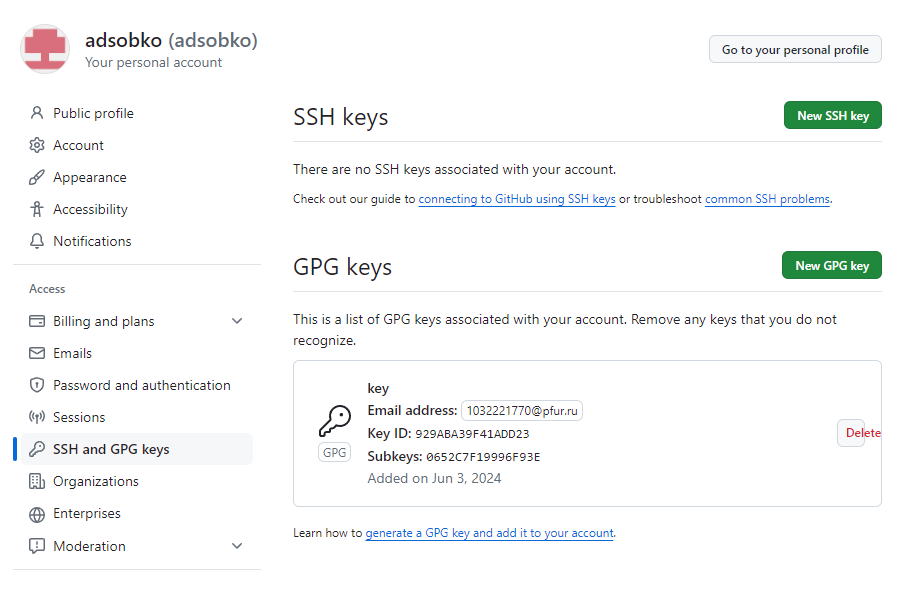 adsobko (adsobko)
Your personal account
Go to your personal profile
Public profile
Account
Appearance
Accessibility
Notifications
Access
Billing and plans
Emails
Password and authentication
Sessions
SSH and GPG keys
Organizations
Enterprises
Moderation
SSH keys
New SSH key
There are no SSH keys associated with your account.
Check out our guide to connecting to GitHub using SSH keys or troubleshoot common SSH problems.
GPG keys
New GPG key
This is a list of GPG keys associated with your account. Remove any keys that you do not
recognize.
key
Email address: 1032221770@pfur.ru
Key ID: 929ABA39F41ADD23
GPG
Subkeys: 0652C7F19996F93E
Added on Jun 3, 2024
Delete
Learn how to generate a GPG key and add it to your account.